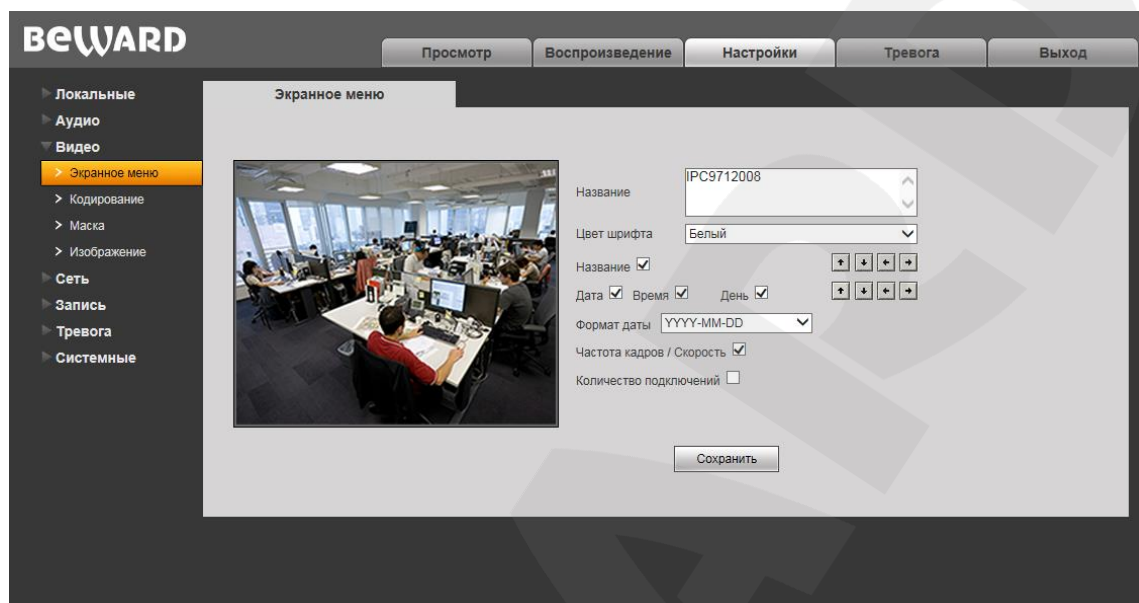 BEWARD
Просмотр Воспроизведение Настройки Тревога Выход
Локальные
Аудио
Видео
Экранное меню
Кодирование
Маска
Изображение
Сеть
Запись
Тревога
Системные
Экранное меню
Название IPC9712008
Цвет шрифта Белый
Название
Дата Время День
Формат даты YYYY-MM-DD
Частота кадров / Скорость
Количество подключений
Сохранить